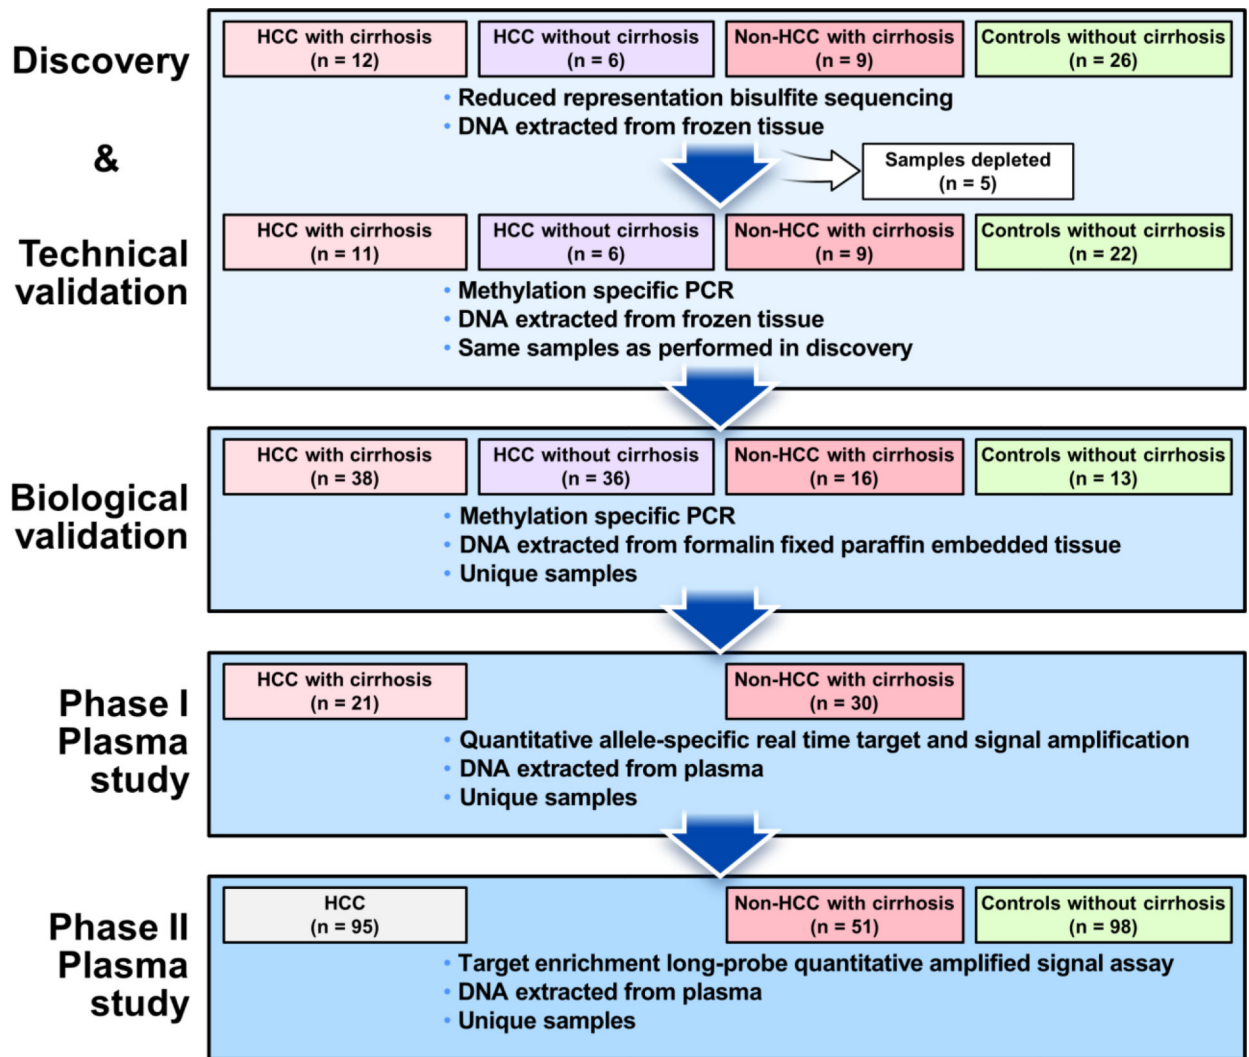 Discovery
HCC with cirrhosis
(n = 12)
HCC without cirrhosis
(n = 6)
Non-HCC with cirrhosis
(n = 9)
Controls without cirrhosis
(n = 26)
• Reduced representation bisulfite sequencing
• DNA extracted from frozen tissue
&
Samples depleted
(n = 5)
Technical
validation
HCC with cirrhosis
(n = 11)
HCC without cirrhosis
(n = 6)
Non-HCC with cirrhosis
(n = 9)
Controls without cirrhosis
(n = 22)
• Methylation specific PCR
• DNA extracted from frozen tissue
• Same samples as performed in discovery
Biological
validation
HCC with cirrhosis
(n = 38)
HCC without cirrhosis
(n = 36)
Non-HCC with cirrhosis
(n = 16)
Controls without cirrhosis
(n = 13)
• Methylation specific PCR
• DNA extracted from formalin fixed paraffin embedded tissue
• Unique samples
Phase I
Plasma
study
HCC with cirrhosis
(n = 21)
Non-HCC with cirrhosis
(n = 30)
• Quantitative allele-specific real time target and signal amplification
• DNA extracted from plasma
• Unique samples
Phase II
Plasma
study
HCC
(n = 95)
Non-HCC with cirrhosis
(n = 51)
Controls without cirrhosis
(n = 98)
• Target enrichment long-probe quantitative amplified signal assay
• DNA extracted from plasma
• Unique samples